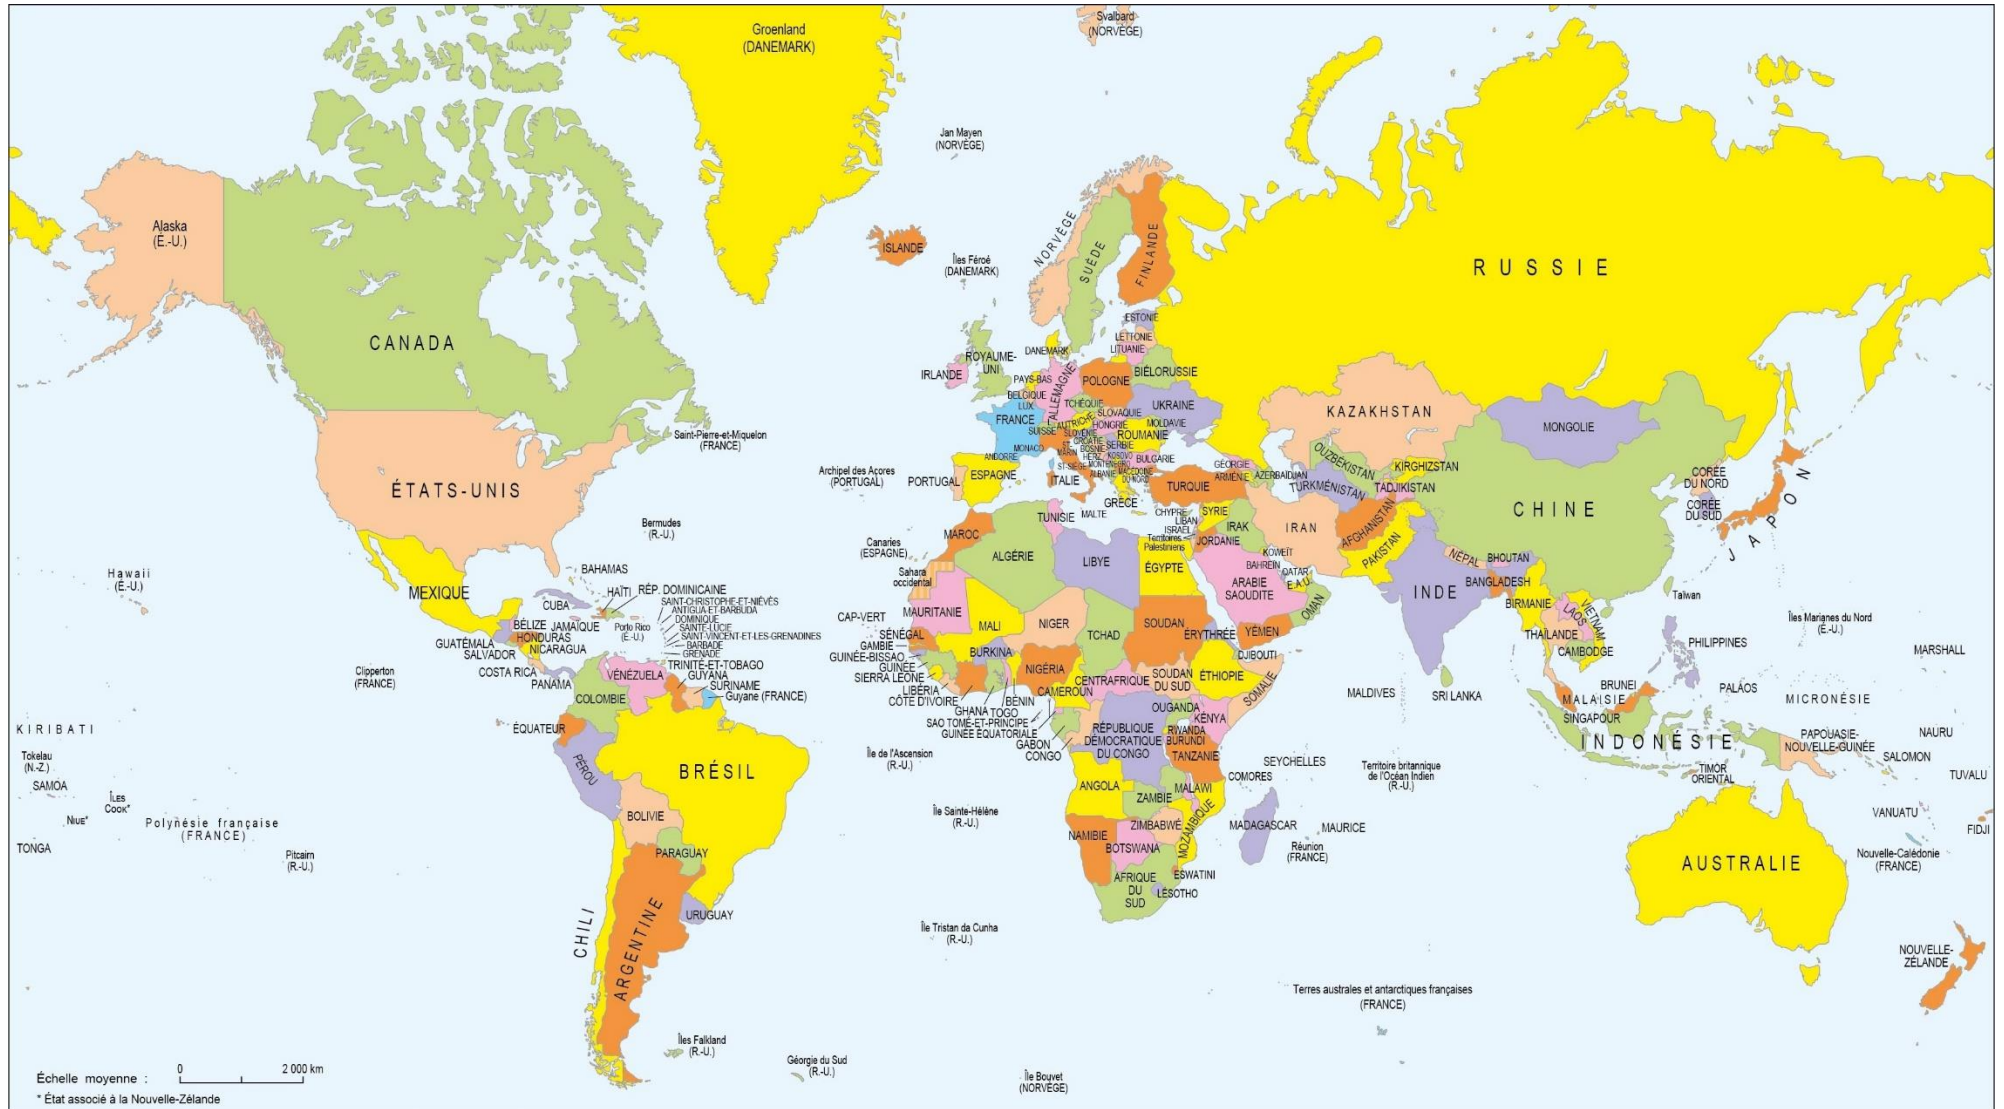 Groenland
(DANEMARK)
Svalbard
(NORVÈGE)
Jan Mayen
(NORVÈGE)
Alaska
(É.-U.)
ISLANDE
Îles Féroé
(DANEMARK)
NORVÈGE
SUÈDE
FINLANDE
RUSSIE
CANADA
ESTONIE
LETTONIE
LITUANIE
DANEMARK
ROYAUME-
UNI
IRLANDE
PAYS-BAS
BELGIQUE
LUX.
ALLEMAGNE
POLOGNE
BIÉLORUSSIE
TCHÉQUIE
SLOVAQUIE
UKRAINE
MOLDAVIE
FRANCE
SUISSE
AUTRICHE
L.
HONGRIE
ROUMANIE
SLOVÉNIE
CROATIE
ST-
MARIN
BOSNIE-
HERZ.
SERBIE
MONACO
ANDORRE
ST-SIÈGE
MONTÉNÉGRO
KOSOVO
BULGARIE
ALBANIE
MACÉDOINE
DU NORD
PORTUGAL
ESPAGNE
ITALIE
GRÈCE
MALTE
TURQUIE
GÉORGIE
ARMÉNIE
AZERBAÏDJAN
KAZAKHSTAN
OUZBÉKISTAN
TURKMÉNISTAN
KIRGHIZSTAN
TADJIKISTAN
MONGOLIE
CHINE
CORÉE
DU NORD
CORÉE
DU SUD
JAPON
Saint-Pierre-et-Miquelon
(FRANCE)
ÉTATS-UNIS
Archipel des Açores
(PORTUGAL)
Bermudes
(R.-U.)
Canaries
(ESPAGNE)
MAROC
ALGÉRIE
TUNISIE
LIBYE
ÉGYPTE
CHYPRE
LIBAN
ISRAËL
Territoires
Palestiniens
SYRIE
JORDANIE
IRAK
IRAN
KOWEÏT
BAHREÏN
QATAR
E.A.U.
ARABIE
SAOUDITE
OMAN
YÉMEN
AFGHANISTAN
PAKISTAN
NÉPAL
BHOUTAN
BANGLADESH
INDE
BIRMANIE
LAOS
VIETNAM
THAÏLANDE
CAMBODGE
Taïwan
PHILIPPINES
Îles Marianes du Nord
(É.-U.)
Hawaii
(É.-U.)
MEXIQUE
BAHAMAS
CUBA
HAÏTI
RÉP. DOMINICAINE
SAINT-CHRISTOPHE-ET-NIÉVÈS
ANTIGUA-ET-BARBUDA
DOMINIQUE
SAINTE-LUCIE
SAINT-VINCENT-ET-LES-GRENADINES
BARBADE
GRENADE
TRINITÉ-ET-TOBAGO
Porto Rico
(É.-U.)
BÉLIZE
JAMAÏQUE
GUATÉMALA
HONDURAS
SALVADOR
NICARAGUA
COSTA RICA
PANAMA
Clipperton
(FRANCE)
VÉNÉZUELA
GUYANA
SURINAME
Guyane (FRANCE)
COLOMBIE
ÉQUATEUR
PÉROU
BRÉSIL
BOLIVIE
PARAGUAY
URUGUAY
CHILI
ARGENTINE
Îles Falkland
(R.-U.)
Géorgie du Sud
(R.-U.)
Sahara
occidental
MAURITANIE
CAP-VERT
SÉNÉGAL
GAMBIE
GUINÉE-BISSAO
GUINÉE
SIERRA LEONE
LIBÉRIA
CÔTE D'IVOIRE
MALI
BURKINA
GHANA
TOGO
BÉNIN
NIGER
NIGÉRIA
TCHAD
SOUDAN
ÉRYTHRÉE
DJIBOUTI
ÉTHIOPIE
SOMALIE
SOUDAN
DU SUD
CENTRAFRIQUE
CAMEROUN
SAO TOMÉ-ET-PRINCIPE
GUINÉE ÉQUATORIALE
GABON
CONGO
RÉPUBLIQUE
DÉMOCRATIQUE
DU CONGO
OUGANDA
KÉNYA
RWANDA
BURUNDI
TANZANIE
ANGOLA
ZAMBIE
MALAWI
MOZAMBIQUE
ZIMBABWÉ
NAMIBIE
BOTSWANA
AFRIQUE
DU
SUD
ESWATINI
LÉSOTHO
MADAGASCAR
COMORES
SEYCHELLES
MAURICE
Réunion
(FRANCE)
Île de l'Ascension
(R.-U.)
Île Sainte-Hélène
(R.-U.)
Île Tristan da Cunha
(R.-U.)
Île Bouvet
(NORVÈGE)
Terres australes et antarctiques françaises
(FRANCE)
Territoire britannique
de l'Océan Indien
(R.-U.)
MALDIVES
SRI LANKA
BRUNEI
MALAISIE
SINGAPOUR
INDONÉSIE
TIMOR
ORIENTAL
PALAOS
MICRONÉSIE
MARSHALL
NAURU
PAPOUASIE-
NOUVELLE-GUINÉE
SALOMON
TUVALU
VANUATU
FIDJI
Nouvelle-Calédonie
(FRANCE)
AUSTRALIE
NOUVELLE-
ZÉLANDE
KIRIBATI
Tokelau
(N.-Z.)
SAMOA
ÎLES
COOK*
NIUE*
Polynésie française
(FRANCE)
TONGA
Pitcairn
(R.-U.)
Échelle moyenne :
0
2 000 km
* État associé à la Nouvelle-Zélande